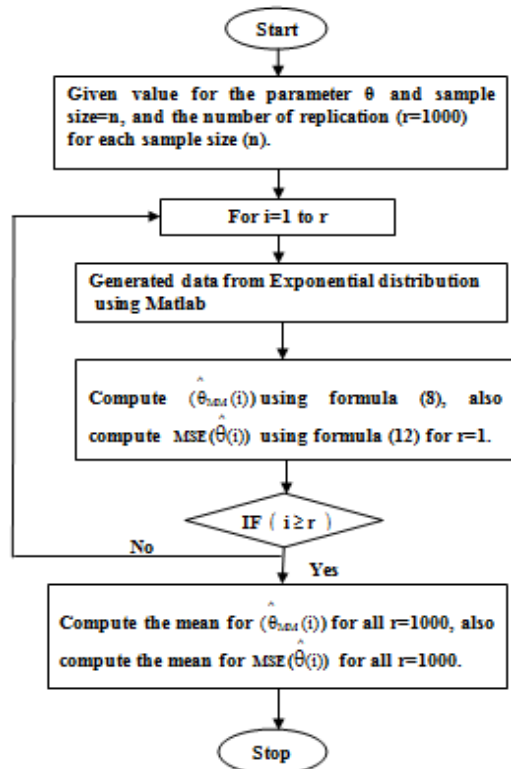 Start
Given value for the parameter θ and sample
size=n, and the number of replication (r=1000)
for each sample size (n).
For i=1 to r
Generated data from Exponential distribution
using Matlab
Compute (θ̂MM(i)) using formula (8), also
compute MSE(θ̂(i)) using formula (12) for r=1.
IF ( i ≥ r )
No
Yes
Compute the mean for (θ̂MM(i)) for all r=1000, also
compute the mean for MSE(θ̂(i)) for all r=1000.
Stop